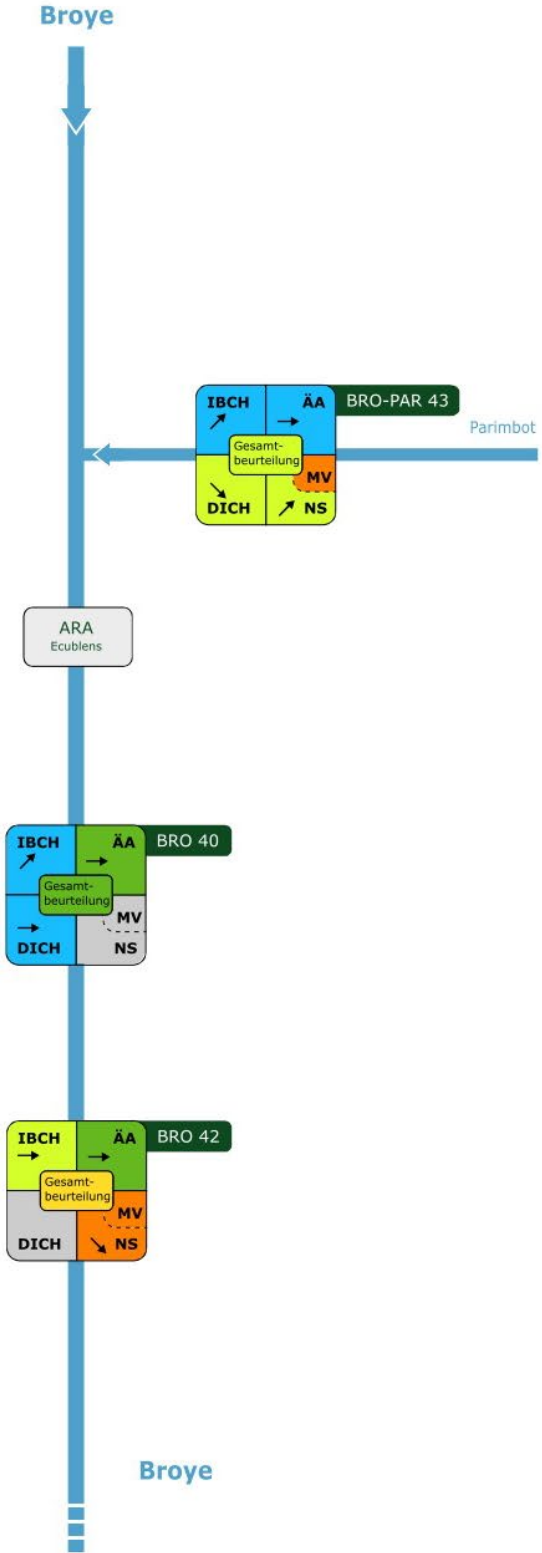 Broye
IBCH
ÄA
BRO-PAR 43
Parimbot
Gesamt-
beurteilung
MV
DICH
NS
ARA
Ecublens
IBCH
ÄA
BRO 40
Gesamt-
beurteilung
MV
DICH
NS
IBCH
ÄA
BRO 42
Gesamt-
beurteilung
MV
DICH
NS
Broye